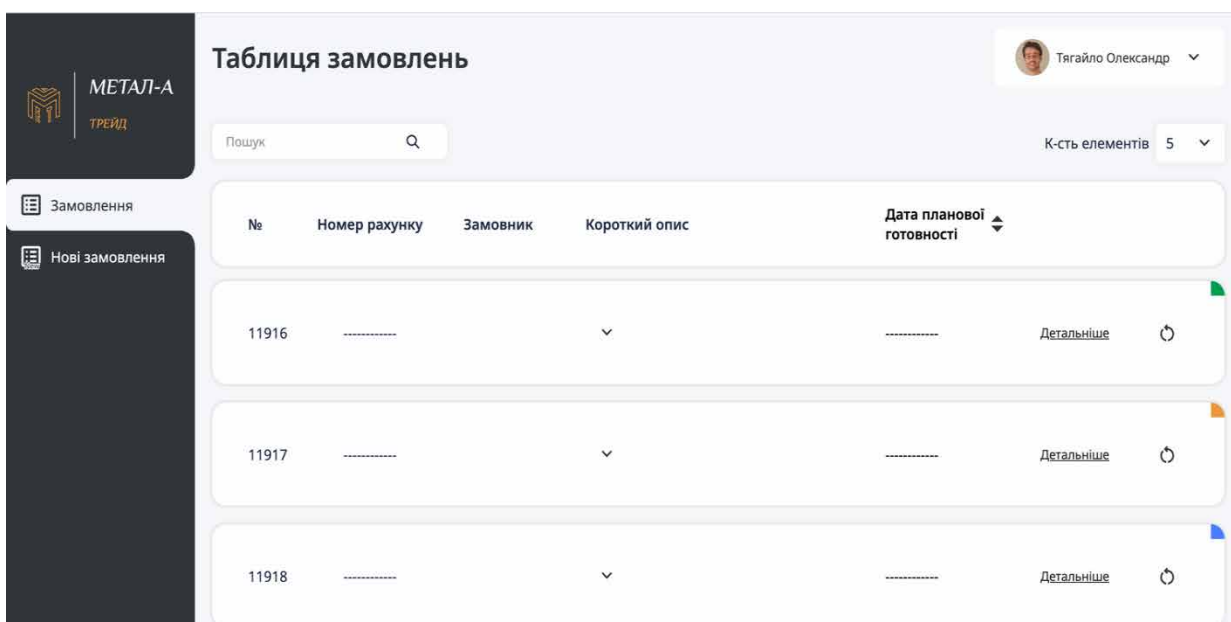 МЕТАЛ-А
ТРЕЙД
Замовлення
Нові замовлення
Таблиця замовлень
Тягайло Олександр
Пошук
К-сть елементів 5
№ Номер рахунку Замовник Короткий опис Дата планової
готовності
11916 ------------ ------------ Детальніше
11917 ------------ ------------ Детальніше
11918 ------------ ------------ Детальніше